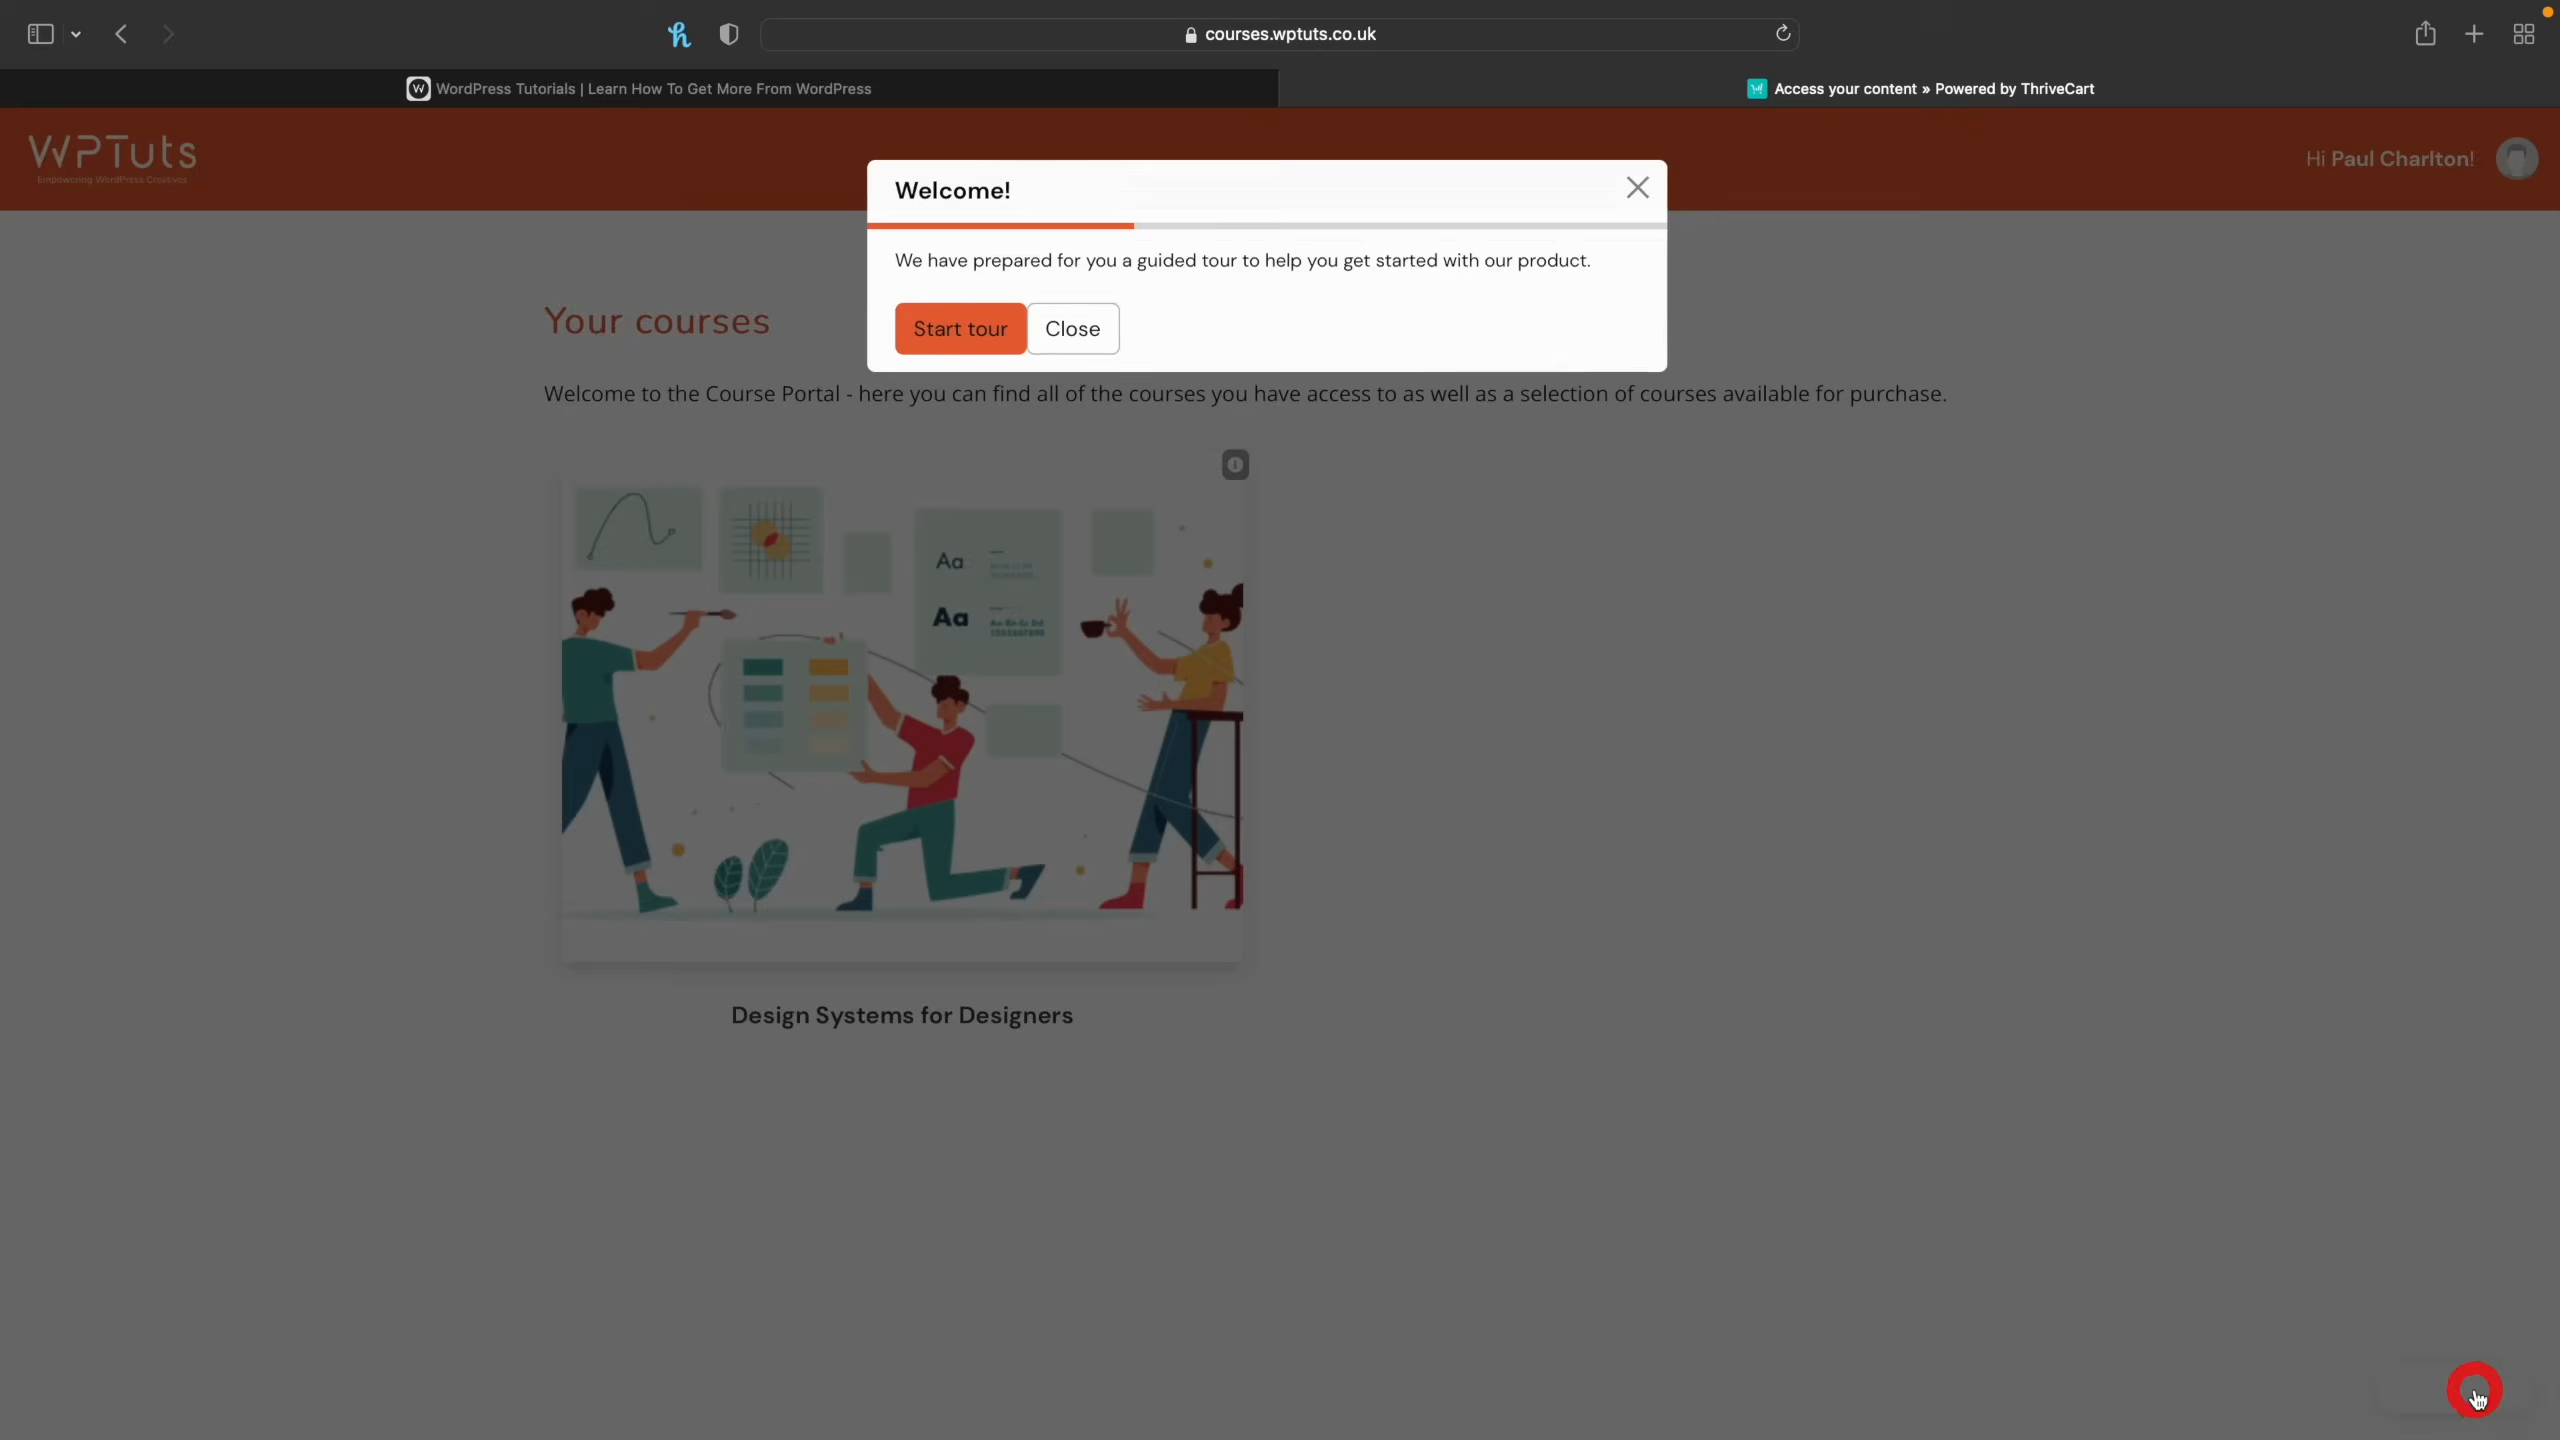 courses.wptuts.co.uk
WordPress Tutorials | Learn How To Get More From WordPress
Access your content » Powered by ThriveCart
WPTuts
Empowering WordPress Creatives
Hi Paul Charlton!
Welcome!
We have prepared for you a guided tour to help you get started with our product.
Start tour
Close
Your courses
Welcome to the Course Portal - here you can find all of the courses you have access to as well as a selection of courses available for purchase.
Aa
Aa
Design Systems for Designers